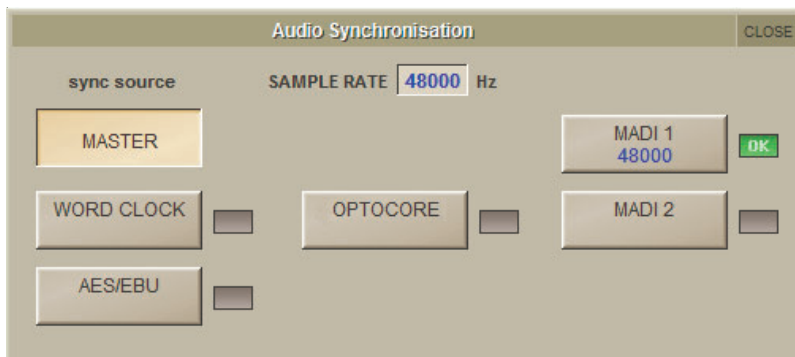 Audio Synchronisation CLOSE
sync source SAMPLE RATE 48000 Hz
MASTER
MADI 1
48000
OK
WORD CLOCK
OPTOCORE
MADI 2
AES/EBU